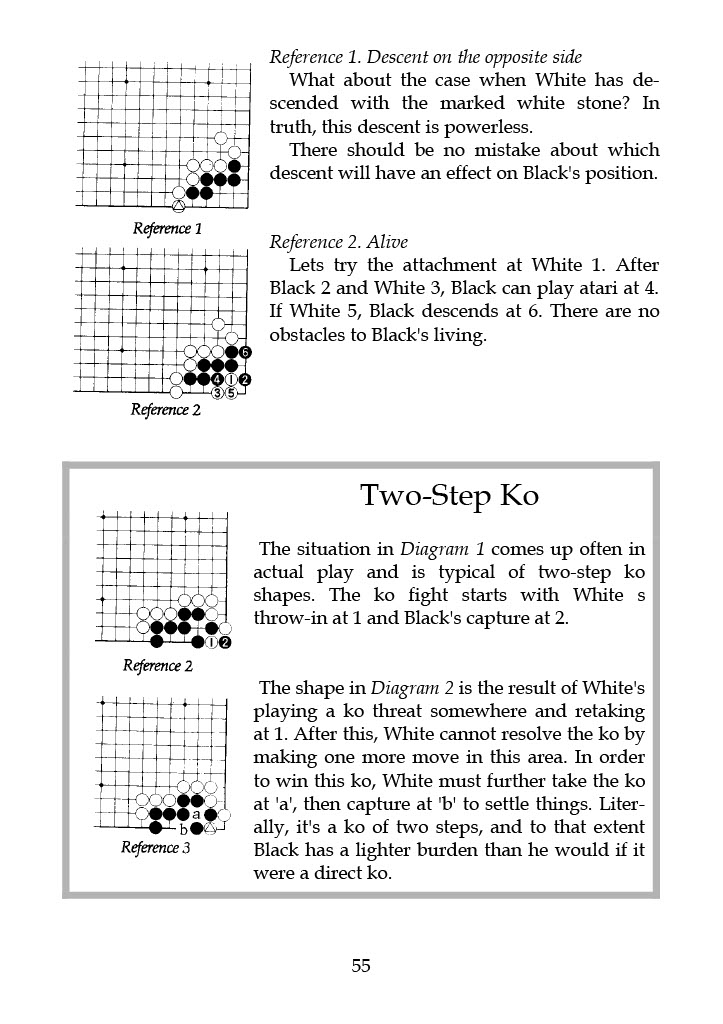 Reference 1. Descent on the opposite side
What about the case when White has de-
scended with the marked white stone? In
truth, this descent is powerless.
There should be no mistake about which
descent will have an effect on Black's position.
Reference 1
Reference 2. Alive
Lets try the attachment at White 1. After
Black 2 and White 3, Black can play atari at 4.
If White 5, Black descends at 6. There are no
obstacles to Black's living.
6
4 1 2
3 5
Reference 2
Two-Step Ko
The situation in Diagram 1 comes up often in
actual play and is typical of two-step ko
shapes. The ko fight starts with White s
throw-in at 1 and Black's capture at 2.
1 2
Reference 2
The shape in Diagram 2 is the result of White's
playing a ko threat somewhere and retaking
at 1. After this, White cannot resolve the ko by
making one more move in this area. In order
to win this ko, White must further take the ko
at 'a', then capture at 'b' to settle things. Liter-
ally, it's a ko of two steps, and to that extent
Black has a lighter burden than he would if it
were a direct ko.
a
b
Reference 3
55